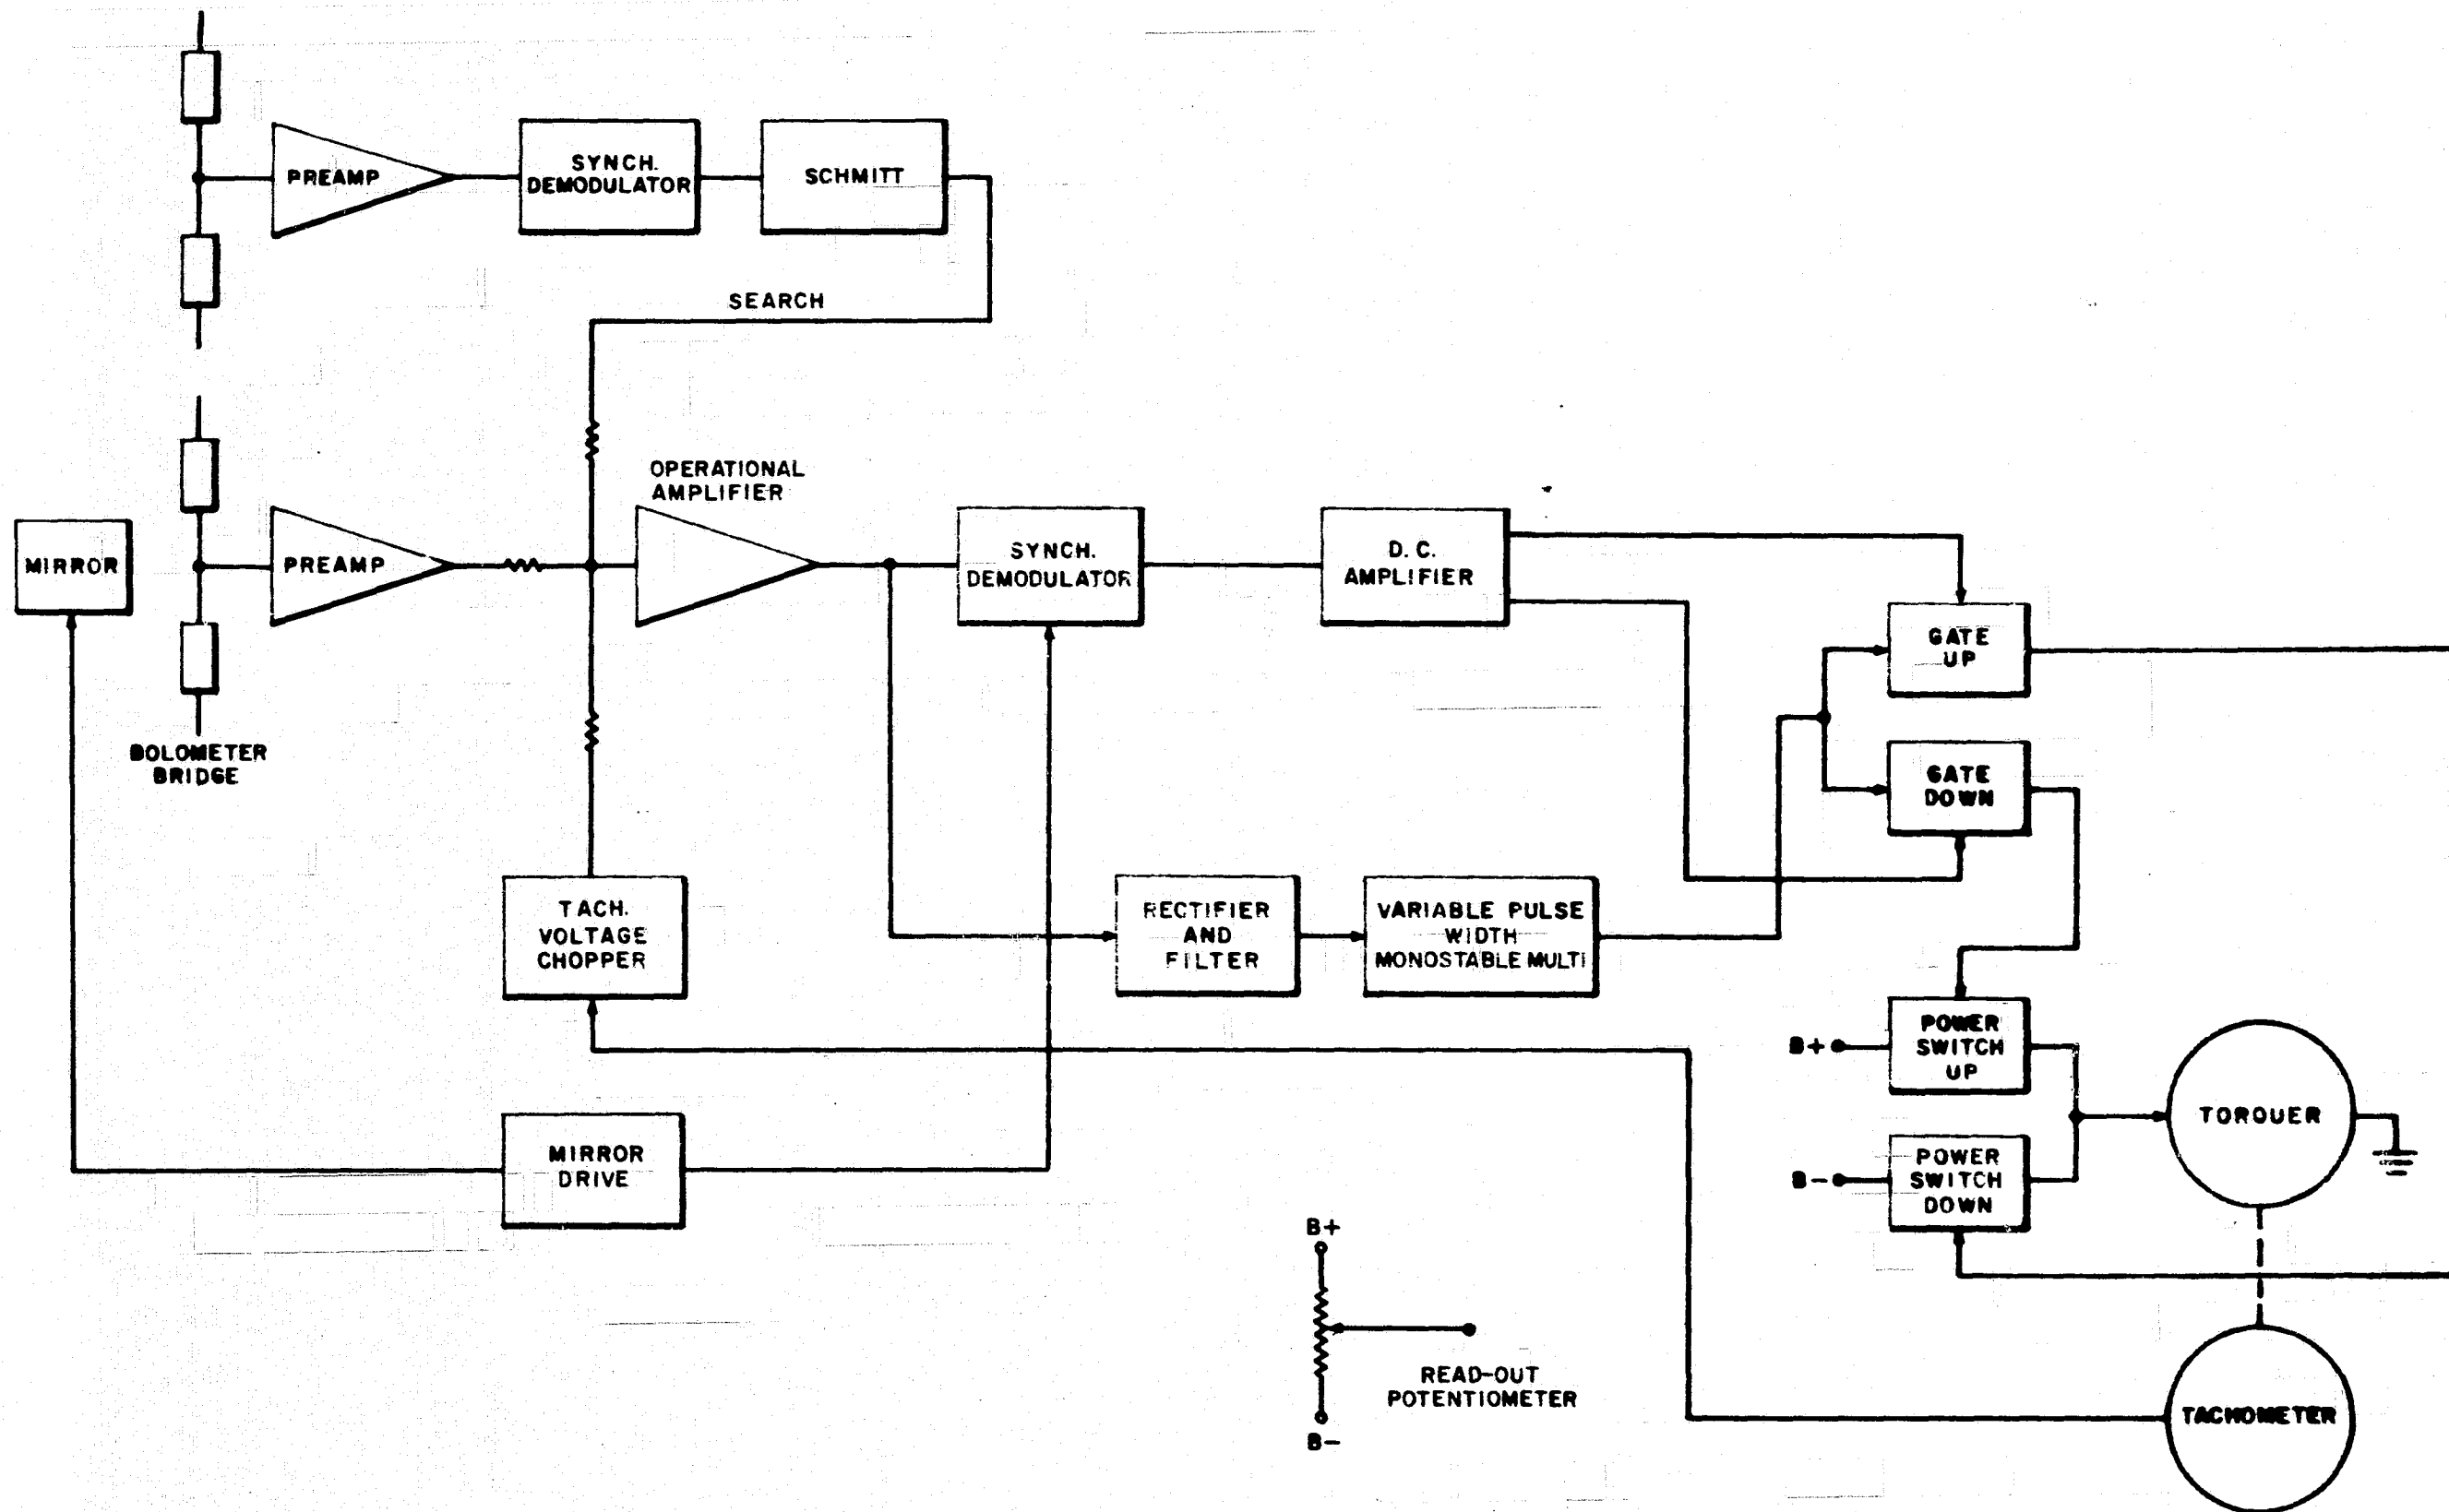 PREAMP
SYNCH.
DEMODULATOR
SCHMITT
SEARCH
OPERATIONAL
AMPLIFIER
MIRROR
PREAMP
SYNCH.
DEMODULATOR
D. C.
AMPLIFIER
GATE
UP
BOLOMETER
BRIDGE
GATE
DOWN
TACH.
VOLTAGE
CHOPPER
RECTIFIER
AND
FILTER
VARIABLE PULSE
WIDTH
MONOSTABLE MULTI
B+
POWER
SWITCH
UP
TORQUER
MIRROR
DRIVE
B-
POWER
SWITCH
DOWN
B+
READ-OUT
POTENTIOMETER
B-
TACHOMETER